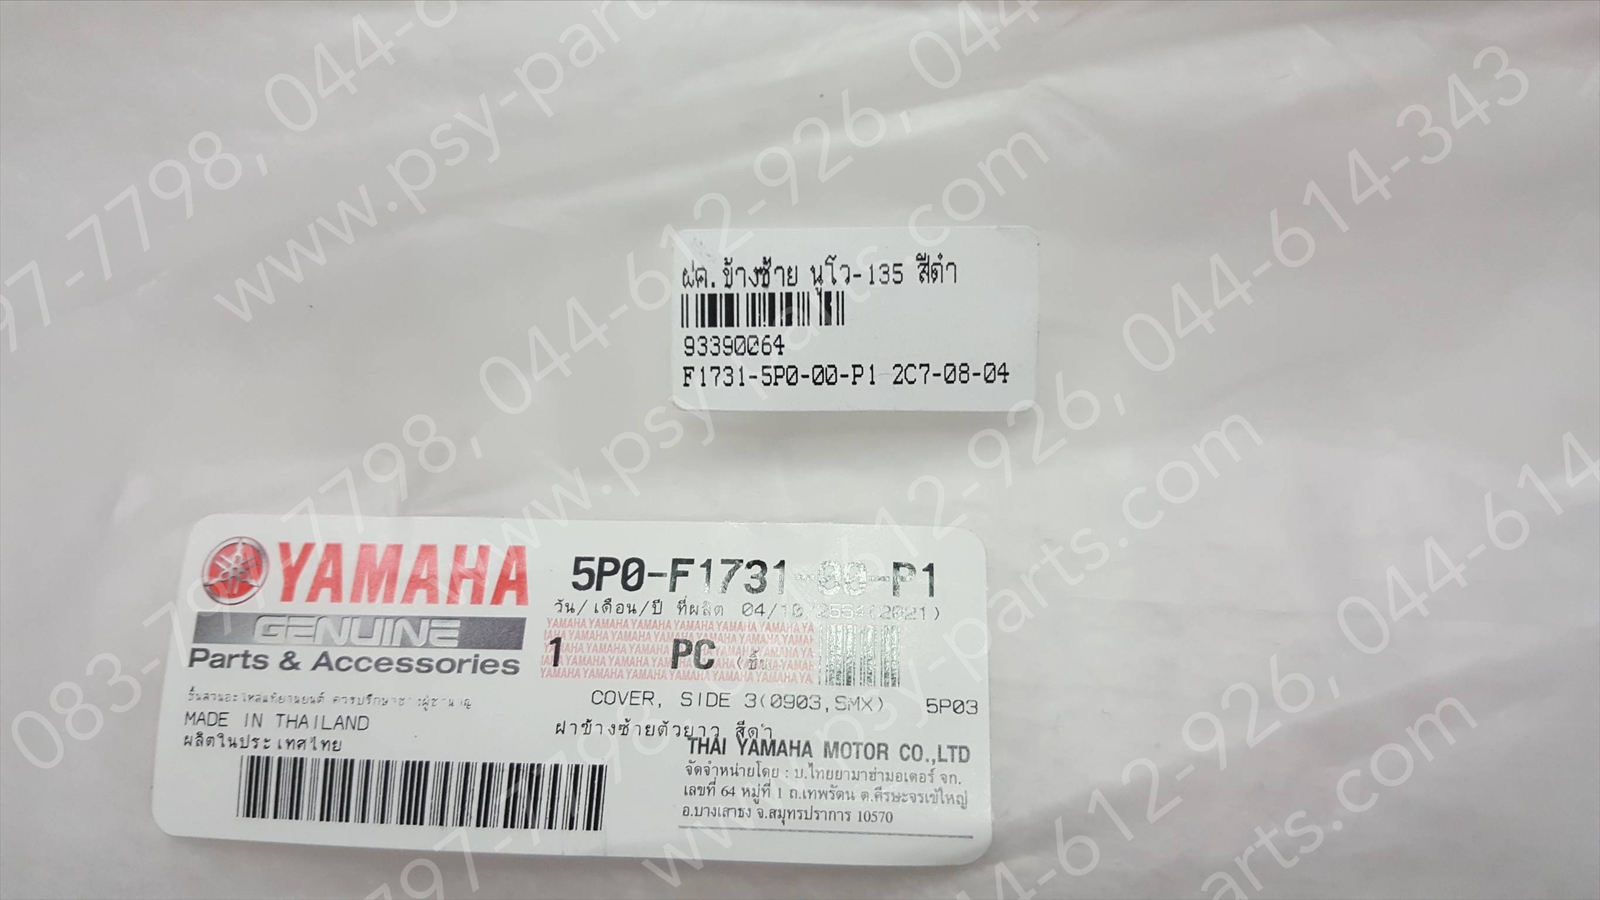 ฝค.ข้างซ้าย นูโว-135 สีดำ
93390064
F1731-5P0-00-P1 2C7-08-04
YAMAHA
GENUINE
Parts & Accessories
MADE IN THAILAND
ผลิตในประเทศไทย
5P0-F1731-00-P1
วัน/เดือน/ปี ที่ผลิต 04/10/2564(2021)
1 PC (ชิ้น)
COVER, SIDE 3(0903,SMX) 5P03
ฝาข้างซ้ายตัวยาว สีดำ
THAI YAMAHA MOTOR CO.,LTD
จัดจำหน่ายโดย : บ.ไทยยามาฮ่ามอเตอร์ จก.
เลขที่ 64 หมู่ที่ 1 ถ.เทพรัตน ต.ศีรษะจรเข้ใหญ่
อ.บางเสาธง จ.สมุทรปราการ 10570
www.psy-parts.com
044-612-926, 044-614-343